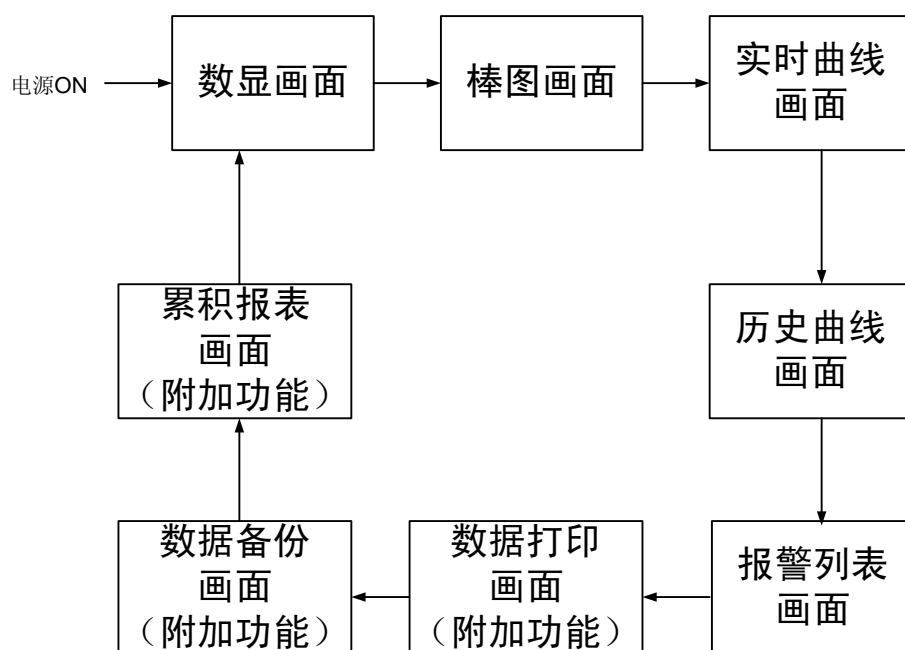 电源ON
数显画面
棒图画面
实时曲线
画面
历史曲线
画面
报警列表
画面
数据打印
画面
（附加功能）
数据备份
画面
（附加功能）
累积报表
画面
（附加功能）